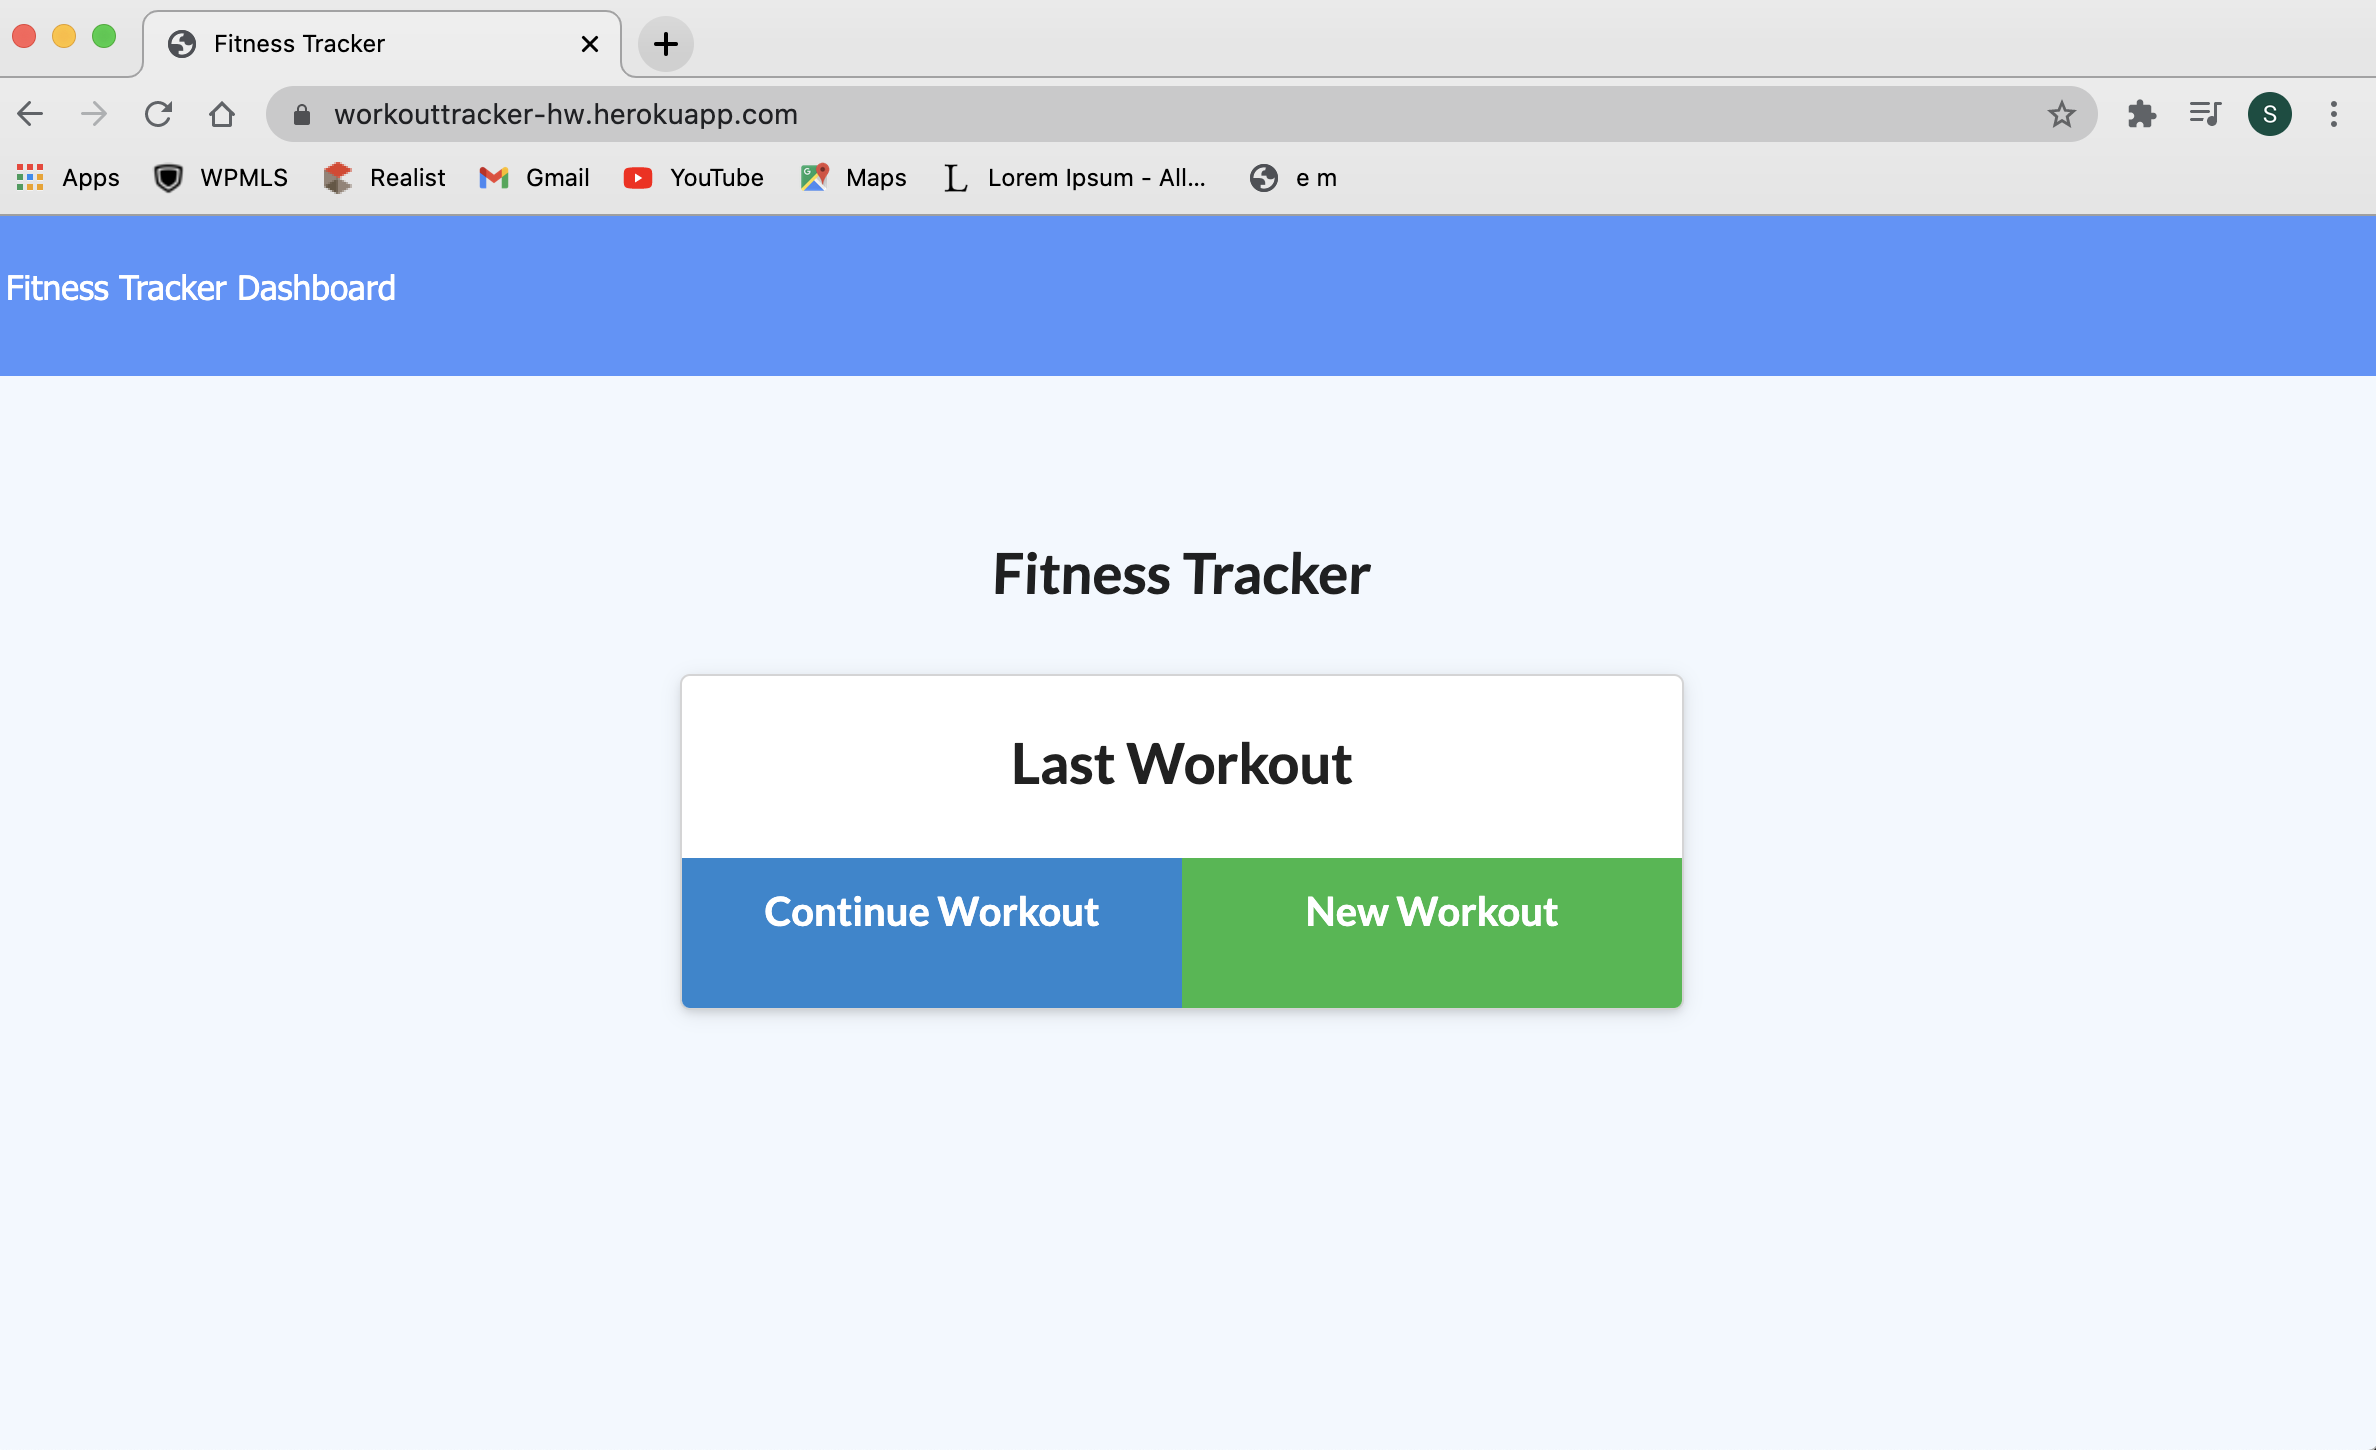 Fitness Tracker
workouttracker-hw.herokuapp.com
S
Apps WPMLS Realist Gmail YouTube Maps L Lorem Ipsum - All... e m
Fitness Tracker Dashboard
Fitness Tracker
Last Workout
Continue Workout New Workout